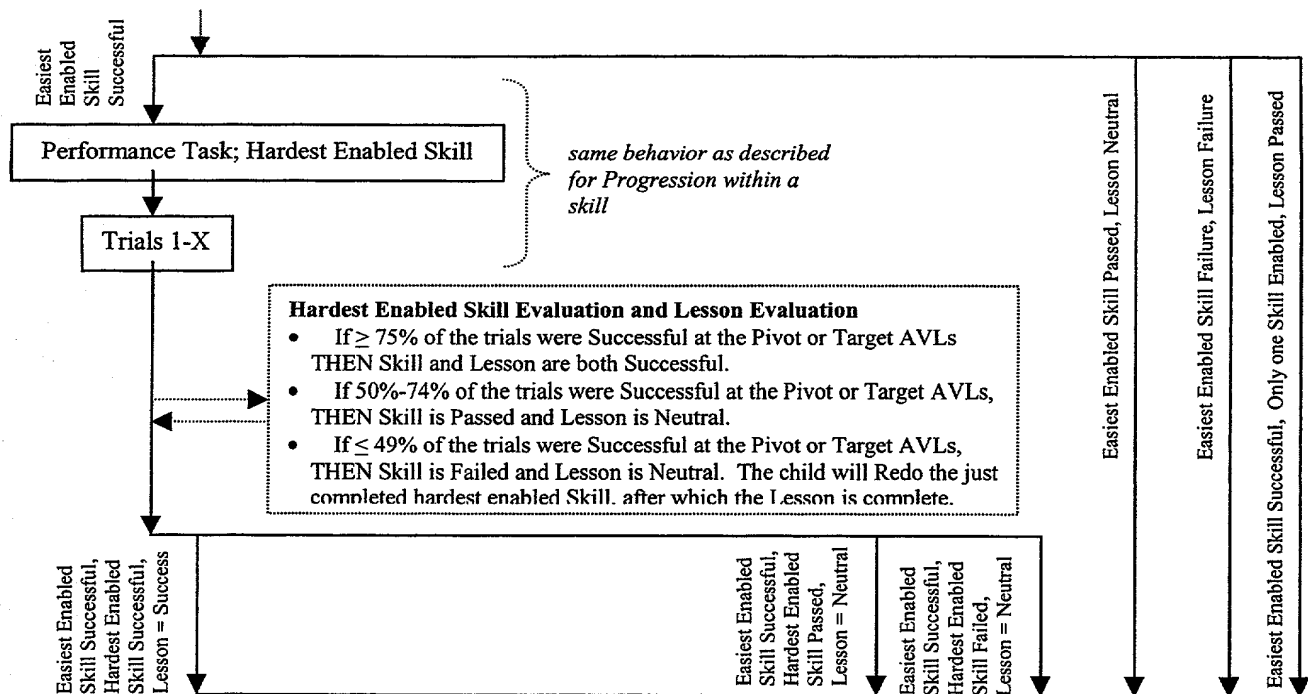 Easiest
Enabled
Skill
Successful
Performance Task; Hardest Enabled Skill
Trials 1-X
same behavior as described
for Progression within a
skill
Hardest Enabled Skill Evaluation and Lesson Evaluation
• If ≥ 75% of the trials were Successful at the Pivot or Target AVLs
THEN Skill and Lesson are both Successful.
• If 50%-74% of the trials were Successful at the Pivot or Target AVLs,
THEN Skill is Passed and Lesson is Neutral.
• If ≤ 49% of the trials were Successful at the Pivot or Target AVLs,
THEN Skill is Failed and Lesson is Neutral. The child will Redo the just
completed hardest enabled Skill, after which the Lesson is complete.
Easiest Enabled Skill Passed, Lesson Neutral
Easiest Enabled Skill Failure, Lesson Failure
Easiest Enabled Skill Successful, Only one Skill Enabled, Lesson Passed
Easiest Enabled
Skill Successful,
Hardest Enabled
Skill Successful,
Lesson = Success
Easiest Enabled
Skill Successful,
Hardest Enabled
Skill Passed,
Lesson = Neutral
Easiest Enabled
Skill Successful,
Hardest Enabled
Skill Failed,
Lesson = Neutral